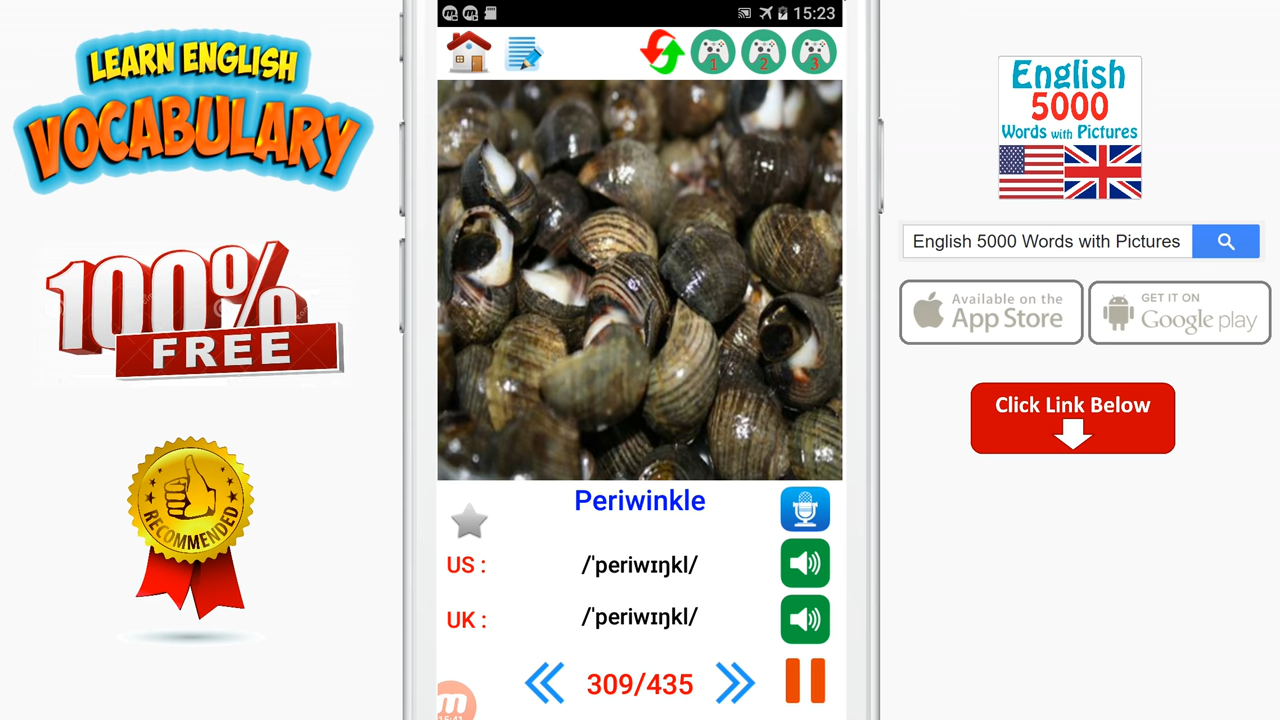 LEARN ENGLISH
VOCABULARY
100%
FREE
RECOMMENDED
15:23
1
2
3
Periwinkle
US :
/ˈperiwɪŋkl/
UK :
/ˈperiwɪŋkl/
309/435
English
5000
Words with Pictures
English 5000 Words with Pictures
Available on the
App Store
GET IT ON
Google play
Click Link Below